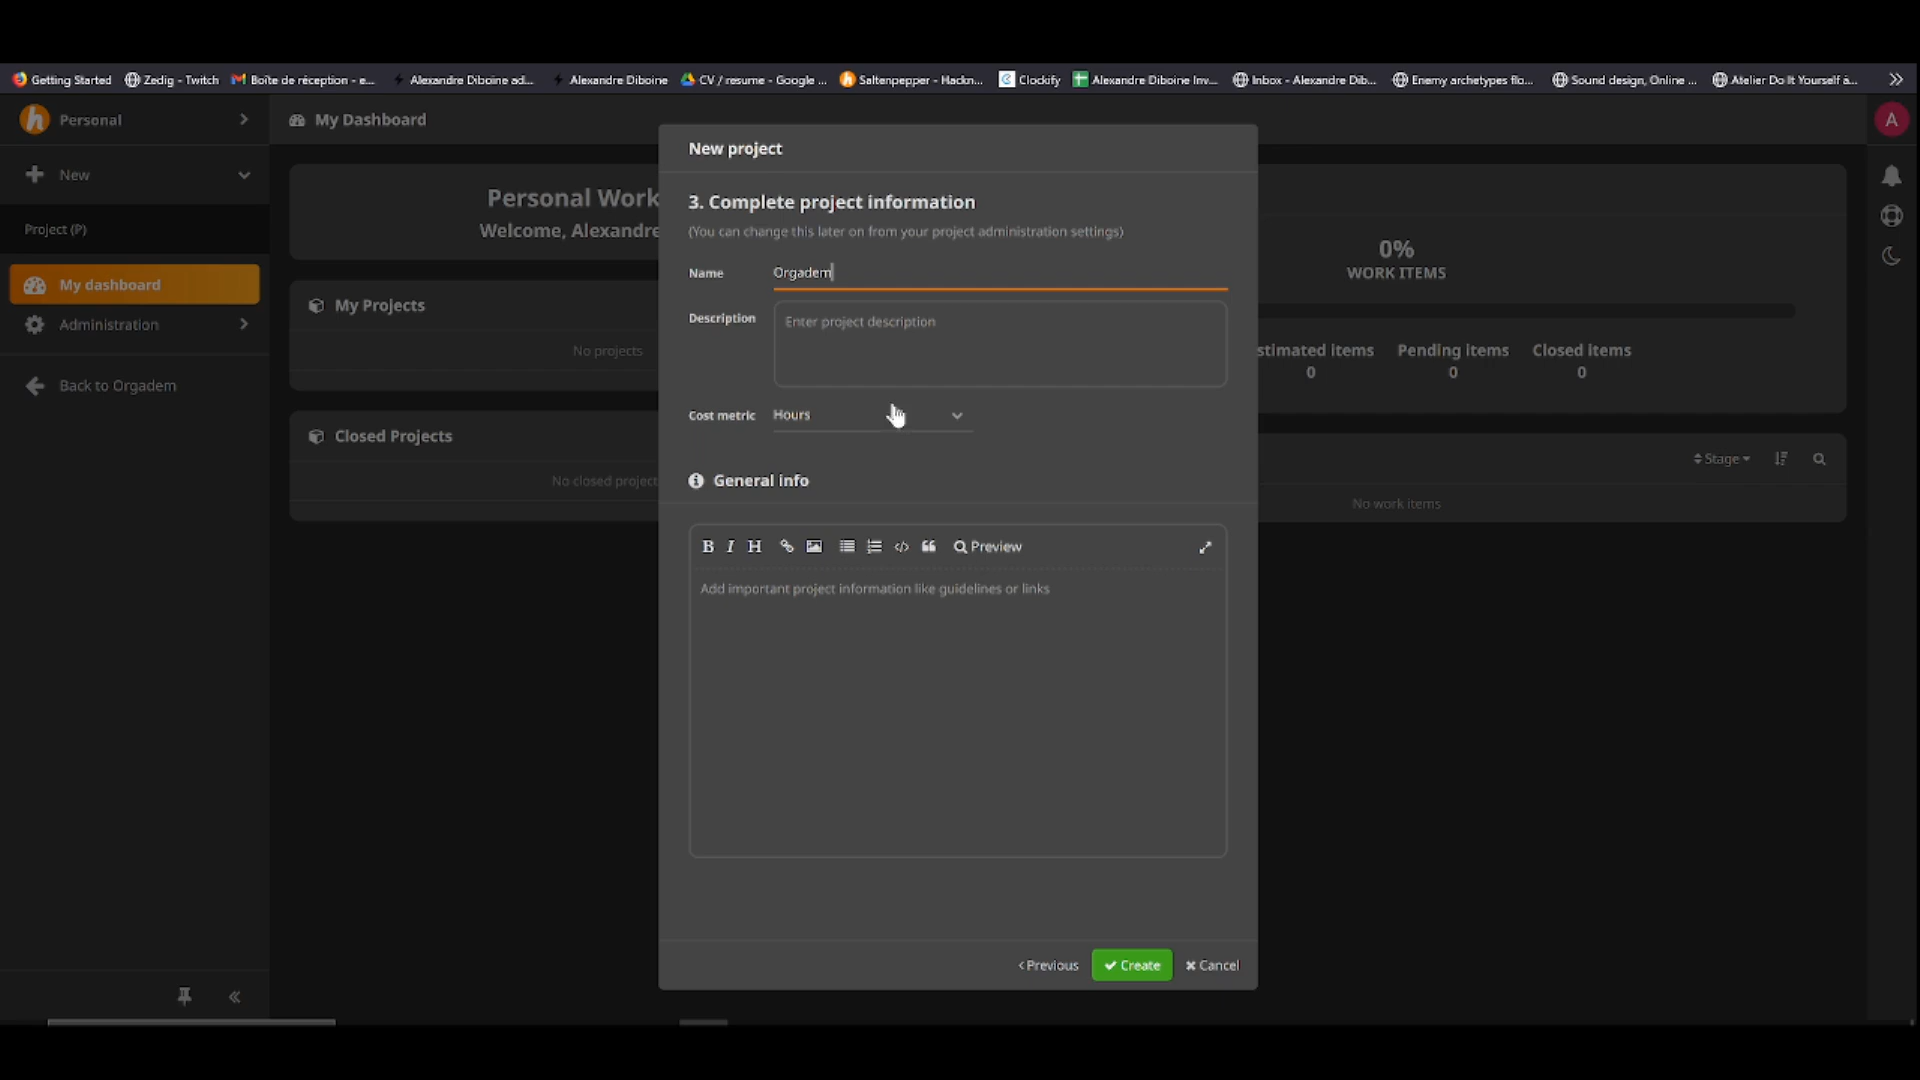 Getting Started Zedig - Twitch Boîte de réception - e... Alexandre Diboine ad... Alexandre Diboine CV / resume - Google ... Saltenpepper - Hackn... Clockify Alexandre Diboine Inv... Inbox - Alexandre Dib... Enemy archetypes flo... Sound design, Online ... Atelier Do It Yourself à...
Personal
My Dashboard
A
New
Project (P)
My dashboard
Administration
Back to Orgadem
Personal Work
Welcome, Alexandre
My Projects
No projects
Closed Projects
No closed project
New project
3. Complete project information
(You can change this later on from your project administration settings)
Name Orgadem
Description Enter project description
Cost metric Hours
General info
B I H Preview
Add important project information like guidelines or links
Previous Create Cancel
0%
WORK ITEMS
stimated items Pending items Closed items
0 0 0
Stage
No work items